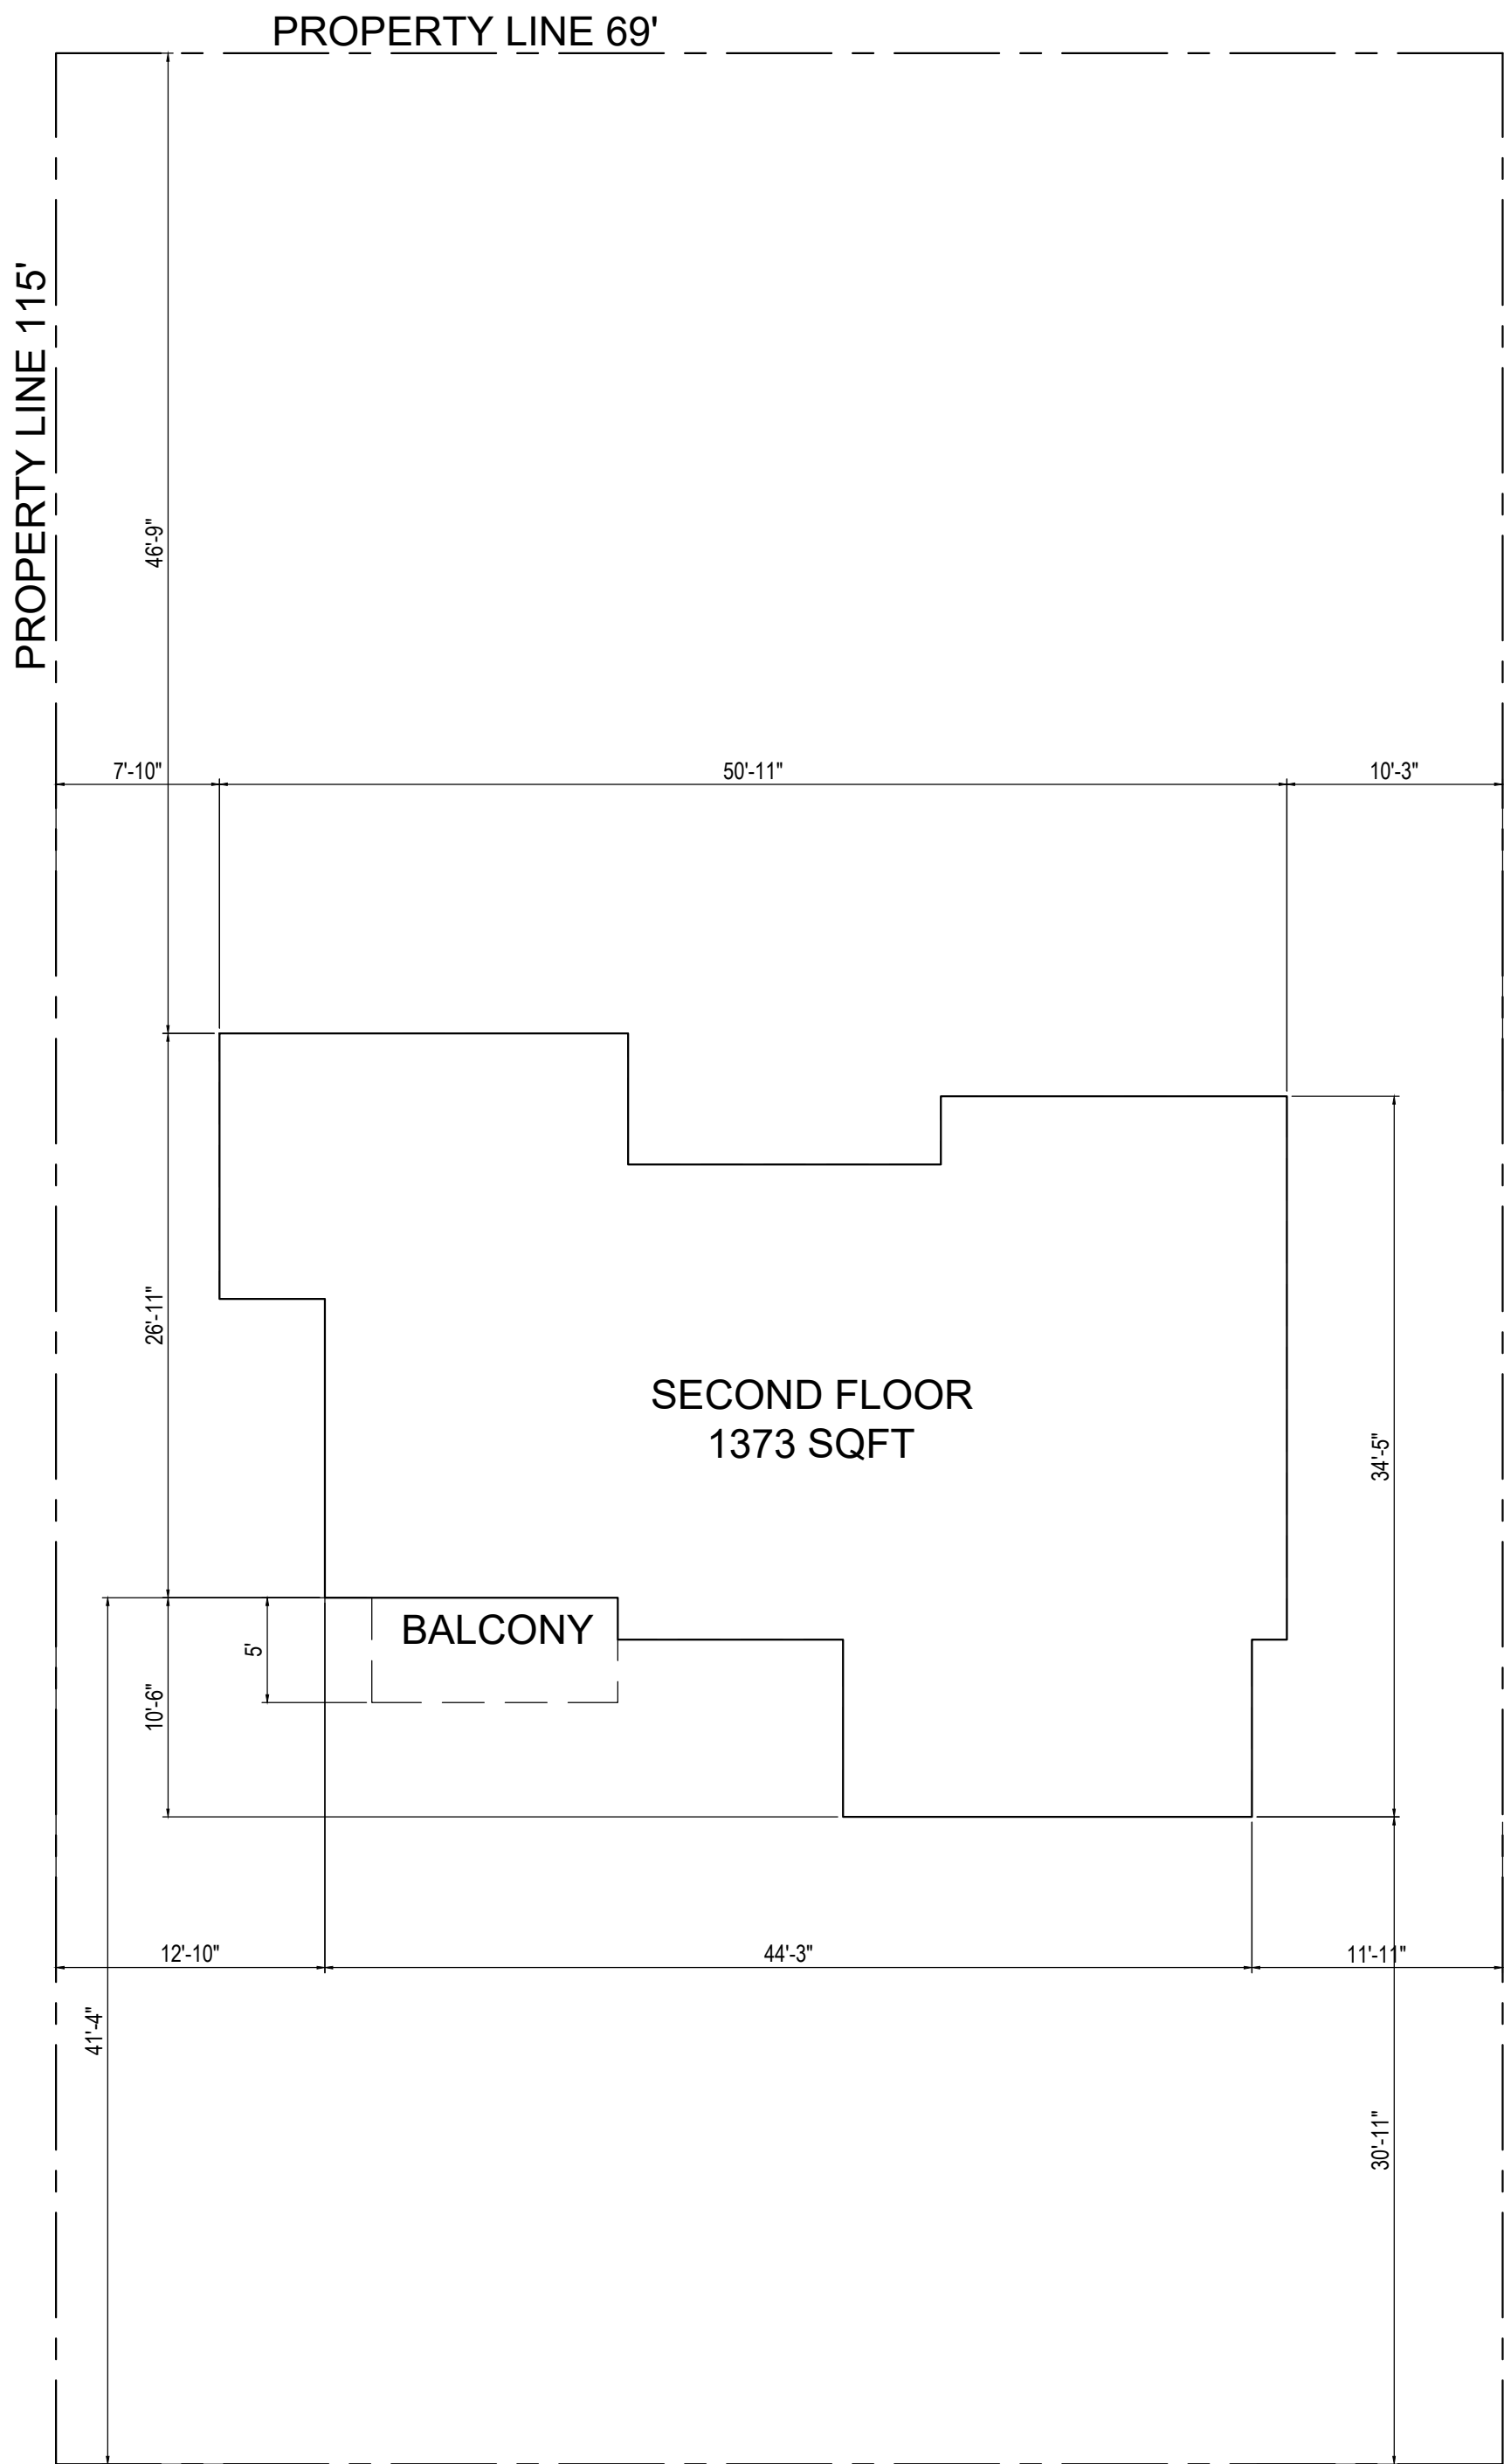 PROPERTY LINE 69'
PROPERTY LINE 115'
46'-9"
7'-10"
50'-11"
10'-3"
26'-11"
SECOND FLOOR
1373 SQFT
34'-5"
BALCONY
5'
10'-6"
12'-10"
44'-3"
11'-11"
41'-4"
30'-11"